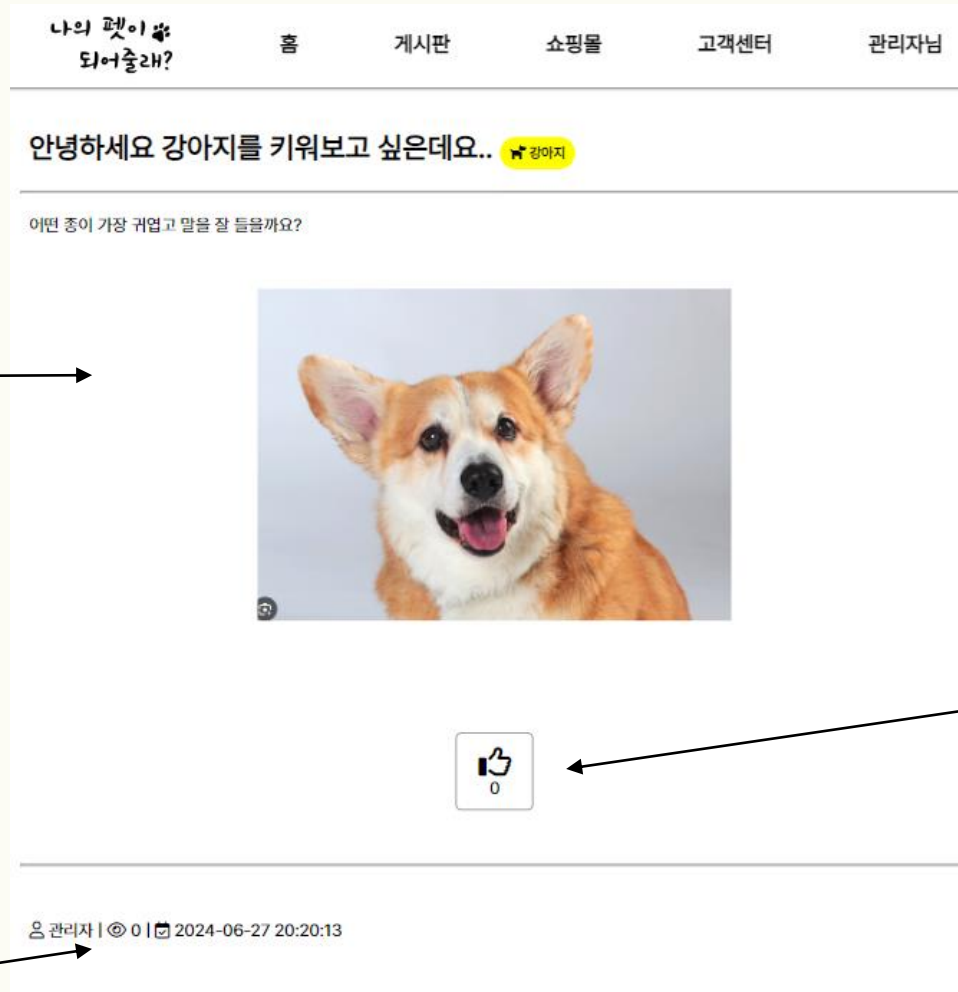 나의 펫이
되어줄래?
홈 게시판 쇼핑몰 고객센터 관리자님
안녕하세요 강아지를 키워보고 싶은데요.. 강아지
어떤 종이 가장 귀엽고 말을 잘 들을까요?
0
관리자 | 0 | 2024-06-27 20:20:13